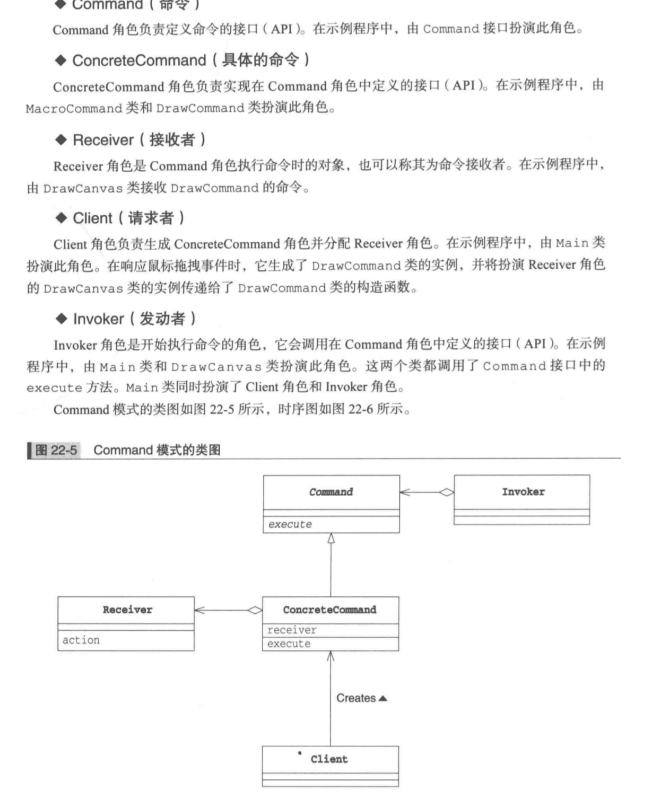 ◆ Command（命令）
Command 角色负责定义命令的接口（API）。在示例程序中，由 Command 接口扮演此角色。
◆ ConcreteCommand（具体的命令）
ConcreteCommand 角色负责实现在 Command 角色中定义的接口（API）。在示例程序中，由
MacroCommand 类和 DrawCommand 类扮演此角色。
◆ Receiver（接收者）
Receiver 角色是 Command 角色执行命令时的对象，也可以称其为命令接收者。在示例程序中，
由 DrawCanvas 类接收 DrawCommand 的命令。
◆ Client（请求者）
Client 角色负责生成 ConcreteCommand 角色并分配 Receiver 角色。在示例程序中，由 Main 类
扮演此角色。在响应鼠标拖拽事件时，它生成了 DrawCommand 类的实例，并将扮演 Receiver 角色
的 DrawCanvas 类的实例传递给了 DrawCommand 类的构造函数。
◆ Invoker（发动者）
Invoker 角色是开始执行命令的角色，它会调用在 Command 角色中定义的接口（API）。在示例
程序中，由 Main 类和 DrawCanvas 类扮演此角色。这两个类都调用了 Command 接口中的
execute 方法。Main 类同时扮演了 Client 角色和 Invoker 角色。
Command 模式的类图如图 22-5 所示，时序图如图 22-6 所示。
图 22-5 Command 模式的类图
Command
Invoker
execute
Receiver
ConcreteCommand
receiver
action
execute
Creates ▲
Client